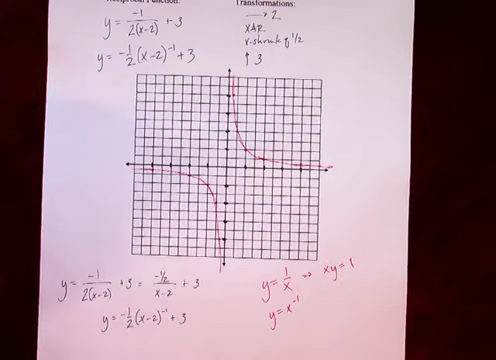 Reciprocal Function:
Transformations:
y = -1/2(x-2) + 3
→ 2
XAR
V-shrink of 1/2
y = -1/2 (x-2)^-1 + 3
↑ 3
y = -1/2(x-2) + 3 = -1/2/x-2 + 3
y = 1/x ⇒ xy = 1
y = -1/2 (x-2)^-1 + 3
y = x^-1